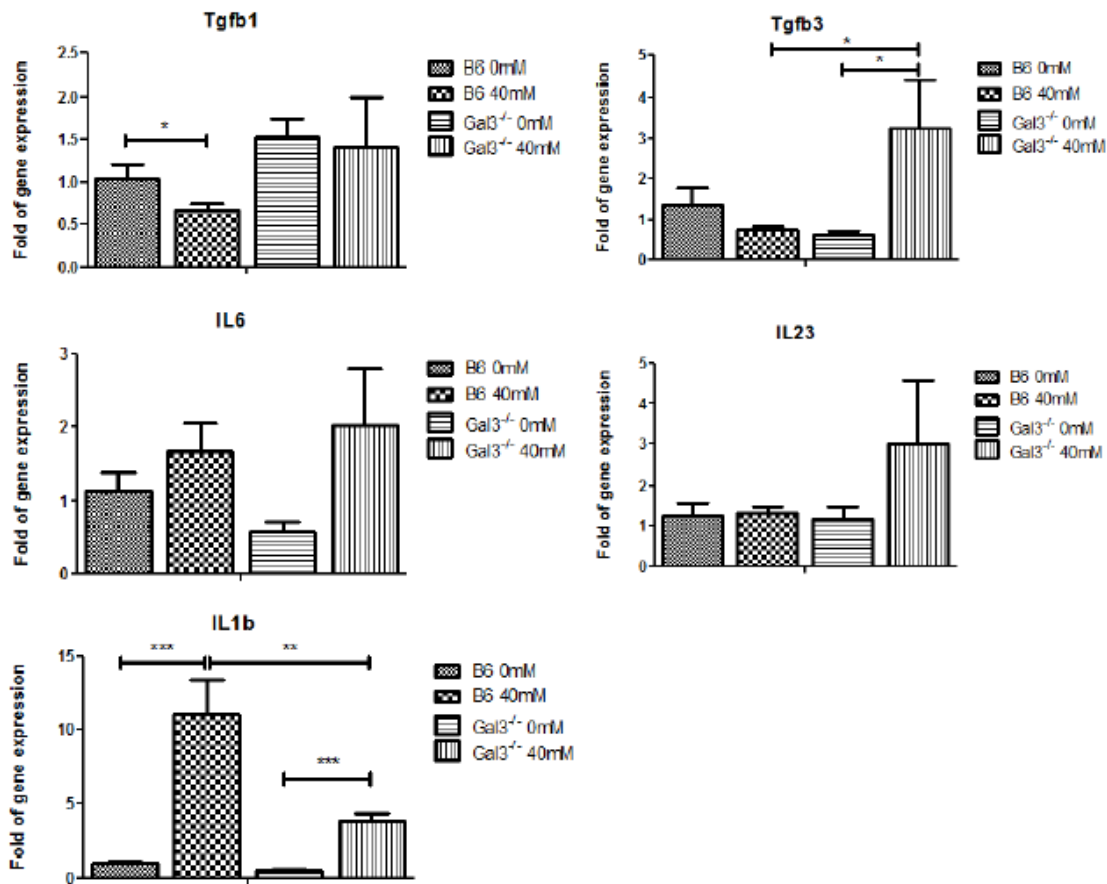 Tgfb1
Fold of gene expression
2.5
2.0
1.5
1.0
0.5
0.0
*
B6 0mM
B6 40mM
Gal3-/- 0mM
Gal3-/- 40mM
Tgfb3
Fold of gene expression
5
4
3
2
1
0
*
*
B6 0mM
B6 40mM
Gal3-/- 0mM
Gal3-/- 40mM
IL6
Fold of gene expression
3
2
1
0
B6 0mM
B6 40mM
Gal3-/- 0mM
Gal3-/- 40mM
IL23
Fold of gene expression
5
4
3
2
1
0
B6 0mM
B6 40mM
Gal3-/- 0mM
Gal3-/- 40mM
IL1b
Fold of gene expression
15
10
5
0
***
**
***
B6 0mM
B6 40mM
Gal3-/- 0mM
Gal3-/- 40mM